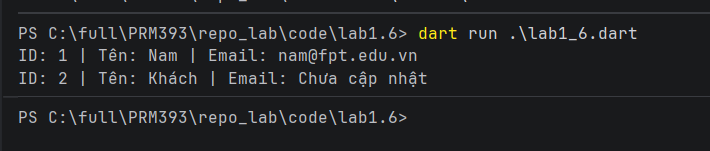 PS C:\full\PRM393\repo_lab\code\lab1.6> dart run .\lab1_6.dart
ID: 1 | Tên: Nam | Email: nam@fpt.edu.vn
ID: 2 | Tên: Khách | Email: Chưa cập nhật
PS C:\full\PRM393\repo_lab\code\lab1.6>